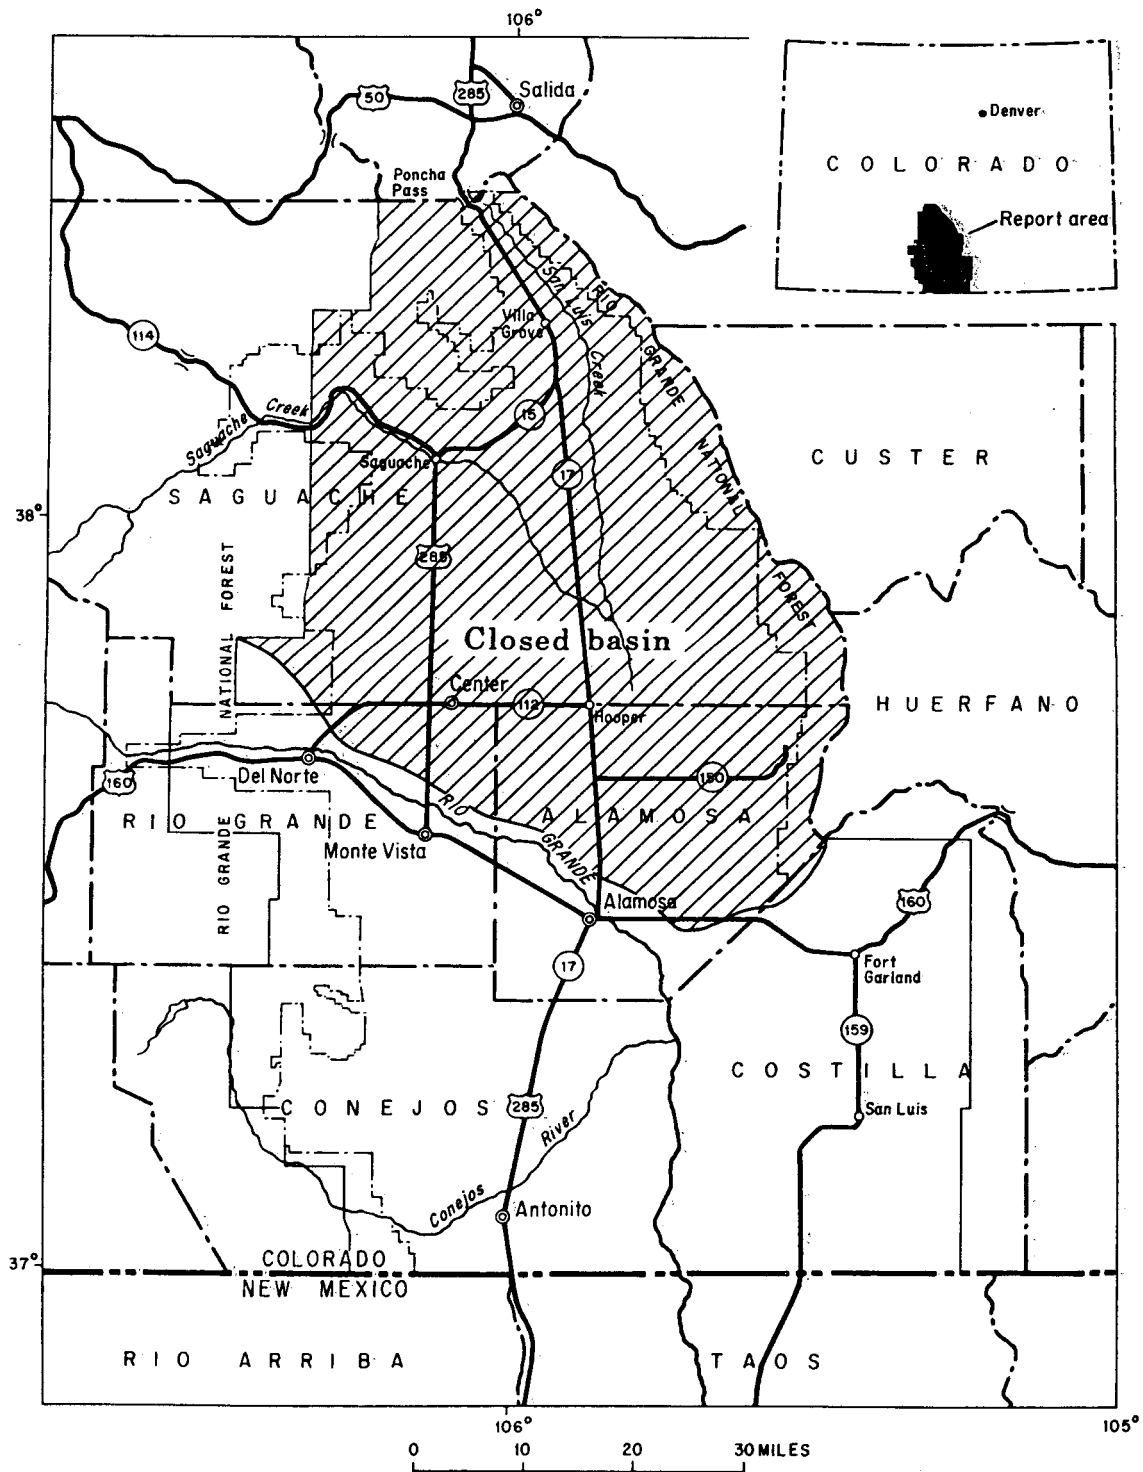 106°
50
285
Salida
Denver
COLORADO
Report area
Poncha
Pass
San Luis
Creek
Villa
Grove
114
RIO
GRANDE
NATIONAL
FOREST
Saguache
Creek
15
Saguache
17
CUSTER
SAGUACHE
38°
285
NATIONAL FOREST
Closed basin
Center
112
Hooper
HUERFANO
Del Norte
160
150
RIO GRANDE
RIO
GRANDE
ALAMOSA
Monte Vista
RIO GRANDE
Alamosa
160
17
Fort
Garland
159
COSTILLA
CONEJOS
285
River
San Luis
Conejos
Antonito
37°
COLORADO
NEW MEXICO
RIO ARRIBA
TAOS
106°
105°
0 10 20 30 MILES